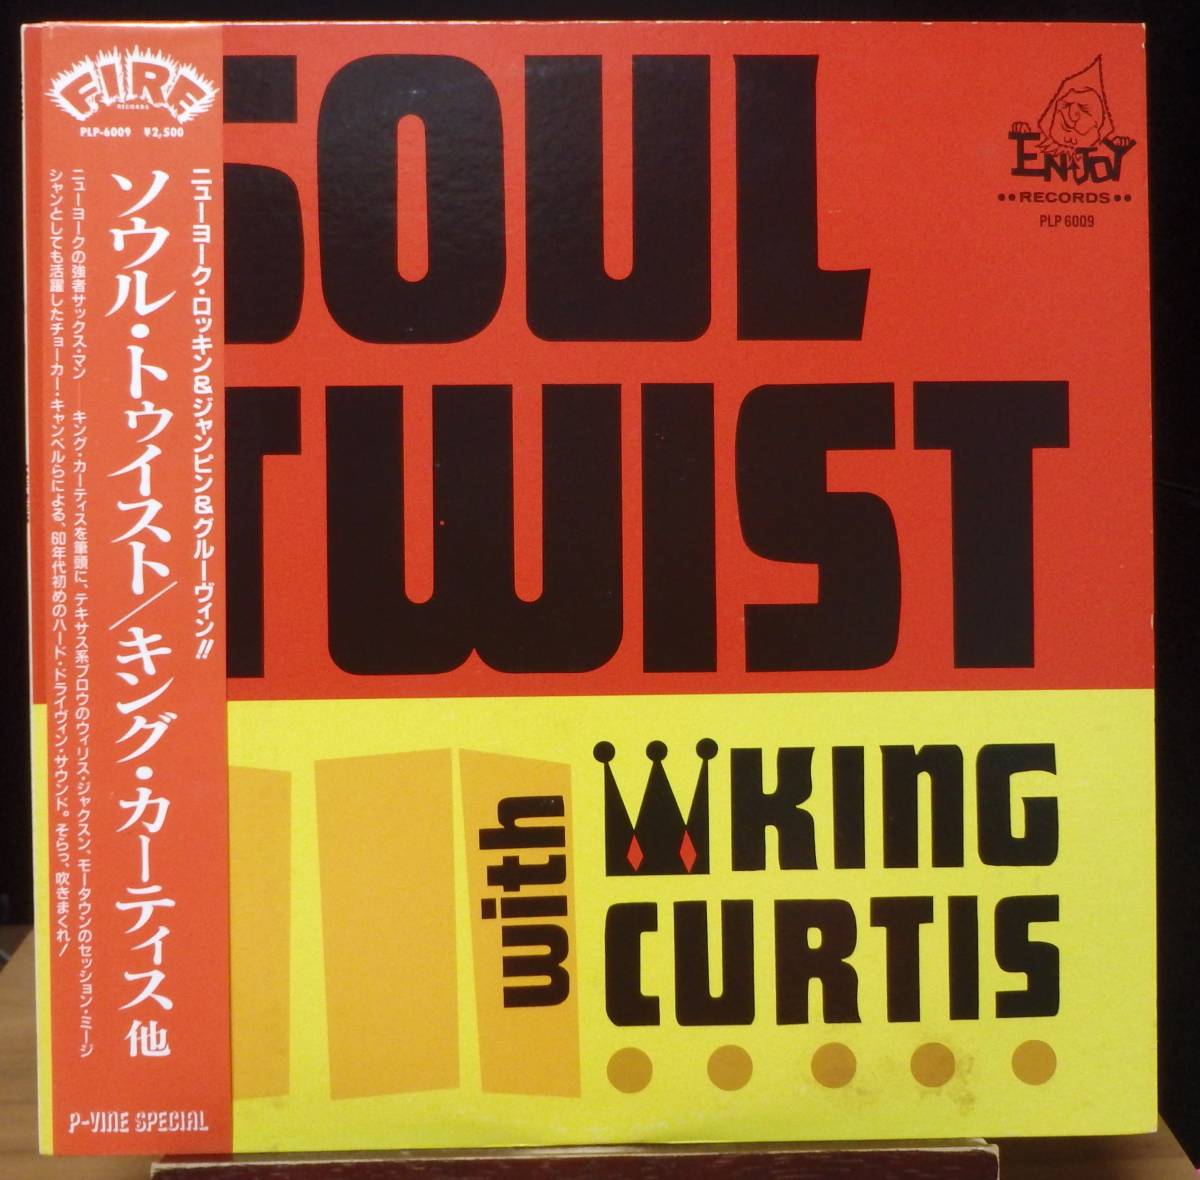 FIRE
RECORDS
PLP-6009 ¥2,500
ニューヨーク・ロッキン&ジャンピン&グルーヴィン!!
ソウル・トゥイスト/キング・カーティス 他
ニューヨークの強者サックス・マン──キング・カーティスを筆頭に、テキサス系ブロウのウィリス・ジャクスン、モータウンのセッション・ミージ
シャンとしても活躍したチョーカー・キャンベルらによる、60年代初めのハード・ドライヴィン・サウンド。そらっ、吹きまくれ!
P-VINE SPECIAL
SOUL
TWIST
ENJOY
••RECORDS••
PLP 6009
with
KING
CURTIS